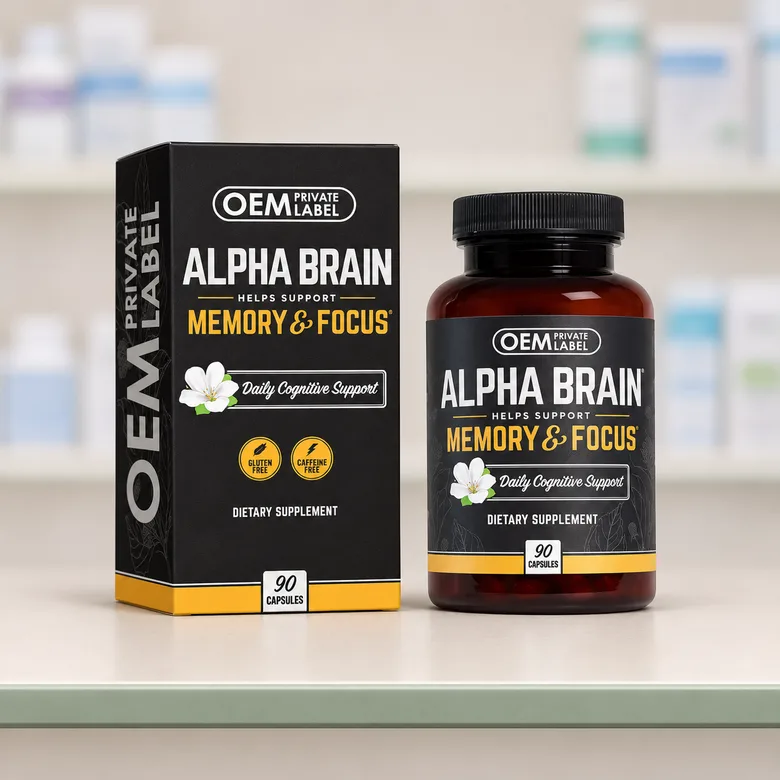 OEM PRIVATE LABEL
OEM PRIVATE LABEL
ALPHA BRAIN
HELPS SUPPORT
MEMORY & FOCUS®
Daily Cognitive Support
GLUTEN FREE
CAFFEINE FREE
DIETARY SUPPLEMENT
90
CAPSULES
OEM PRIVATE LABEL
ALPHA BRAIN®
HELPS SUPPORT
MEMORY & FOCUS®
Daily Cognitive Support
DIETARY SUPPLEMENT
90
CAPSULES